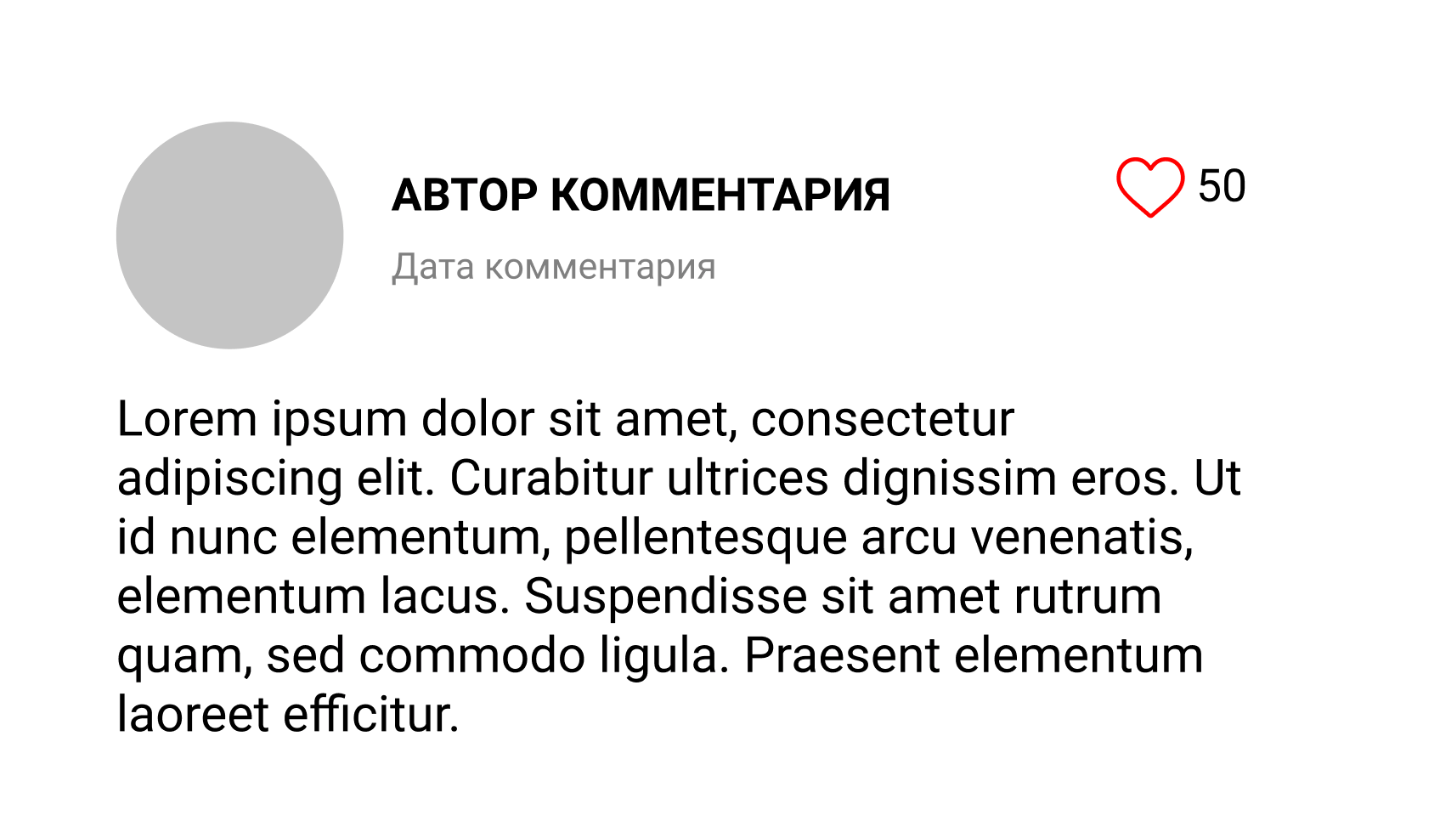 АВТОР КОММЕНТАРИЯ
50
Дата комментария
Lorem ipsum dolor sit amet, consectetur
adipiscing elit. Curabitur ultrices dignissim eros. Ut
id nunc elementum, pellentesque arcu venenatis,
elementum lacus. Suspendisse sit amet rutrum
quam, sed commodo ligula. Praesent elementum
laoreet efficitur.